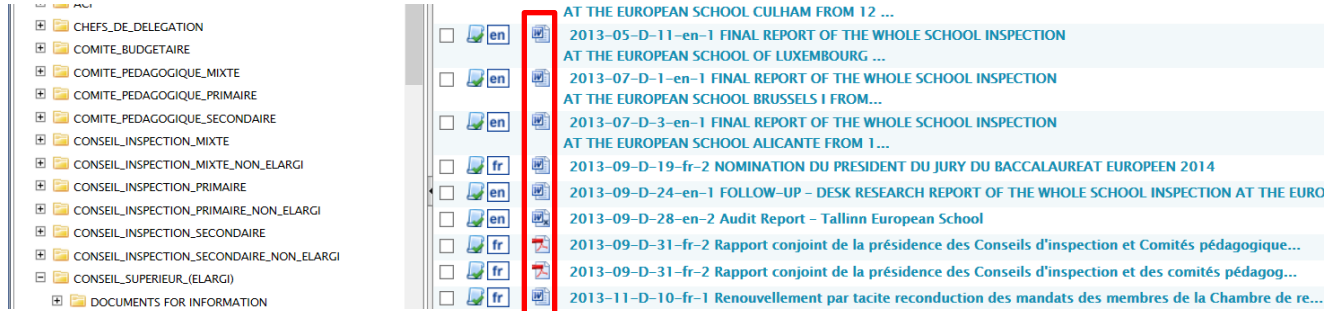 ACI
CHEFS_DE_DELEGATION
COMITE_BUDGETAIRE
COMITE_PEDAGOGIQUE_MIXTE
COMITE_PEDAGOGIQUE_PRIMAIRE
COMITE_PEDAGOGIQUE_SECONDAIRE
CONSEIL_INSPECTION_MIXTE
CONSEIL_INSPECTION_MIXTE_NON_ELARGI
CONSEIL_INSPECTION_PRIMAIRE
CONSEIL_INSPECTION_PRIMAIRE_NON_ELARGI
CONSEIL_INSPECTION_SECONDAIRE
CONSEIL_INSPECTION_SECONDAIRE_NON_ELARGI
CONSEIL_SUPERIEUR_(ELARGI)
DOCUMENTS FOR INFORMATION
AT THE EUROPEAN SCHOOL CULHAM FROM 12 ...
en 2013-05-D-11-en-1 FINAL REPORT OF THE WHOLE SCHOOL INSPECTION
AT THE EUROPEAN SCHOOL OF LUXEMBOURG ...
en 2013-07-D-1-en-1 FINAL REPORT OF THE WHOLE SCHOOL INSPECTION
AT THE EUROPEAN SCHOOL BRUSSELS I FROM...
en 2013-07-D-3-en-1 FINAL REPORT OF THE WHOLE SCHOOL INSPECTION
AT THE EUROPEAN SCHOOL ALICANTE FROM 1...
fr 2013-09-D-19-fr-2 NOMINATION DU PRESIDENT DU JURY DU BACCALAUREAT EUROPEEN 2014
en 2013-09-D-24-en-1 FOLLOW-UP - DESK RESEARCH REPORT OF THE WHOLE SCHOOL INSPECTION AT THE EURO
en 2013-09-D-28-en-2 Audit Report - Tallinn European School
fr 2013-09-D-31-fr-2 Rapport conjoint de la présidence des Conseils d'inspection et Comités pédagogique...
fr 2013-09-D-31-fr-2 Rapport conjoint de la présidence des Conseils d'inspection et des comités pédagog...
fr 2013-11-D-10-fr-1 Renouvellement par tacite reconduction des mandats des membres de la Chambre de re...